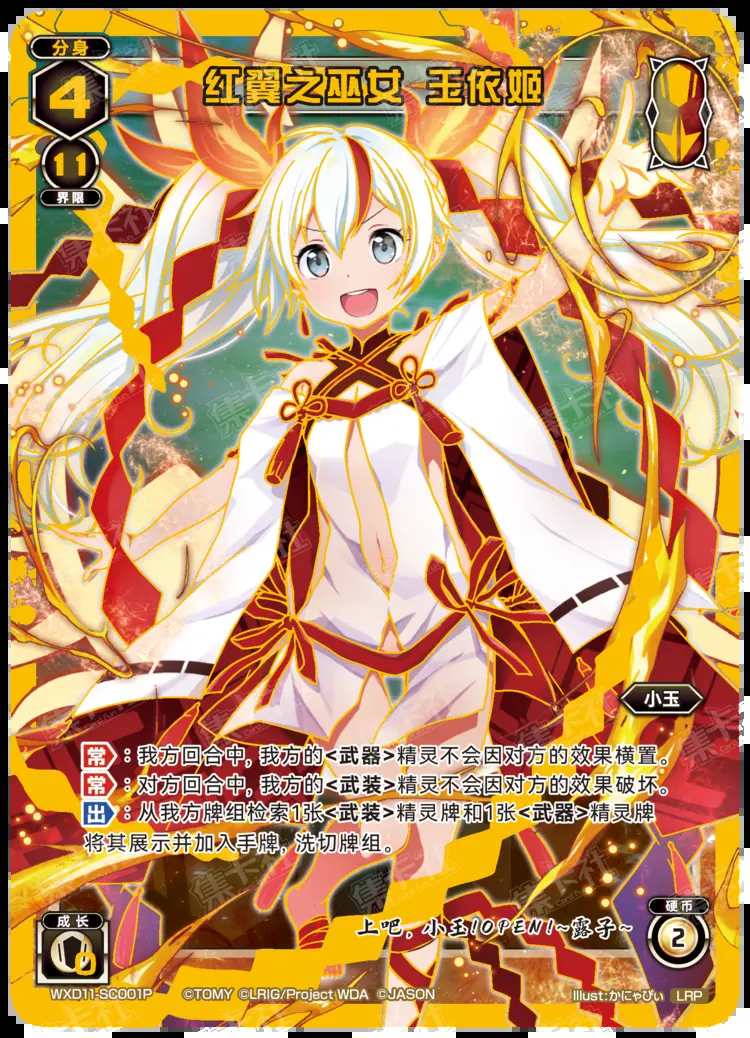 分身
4
红翼之巫女 玉依姬
11
界限
小玉
常：我方回合中，我方的<武器>精灵不会因对方的效果横置。
常：对方回合中，我方的<武装>精灵不会因对方的效果破坏。
出：从我方牌组检索1张<武装>精灵牌和1张<武器>精灵牌
将其展示并加入手牌，洗切牌组。
成长
0
上吧，小玉！OPEN！~露子~
硬币
2
WXD11-SC001P ©TOMY ©LRIG/Project WDA ©JASON Illust:かにゃぴぃ LRP
集卡社